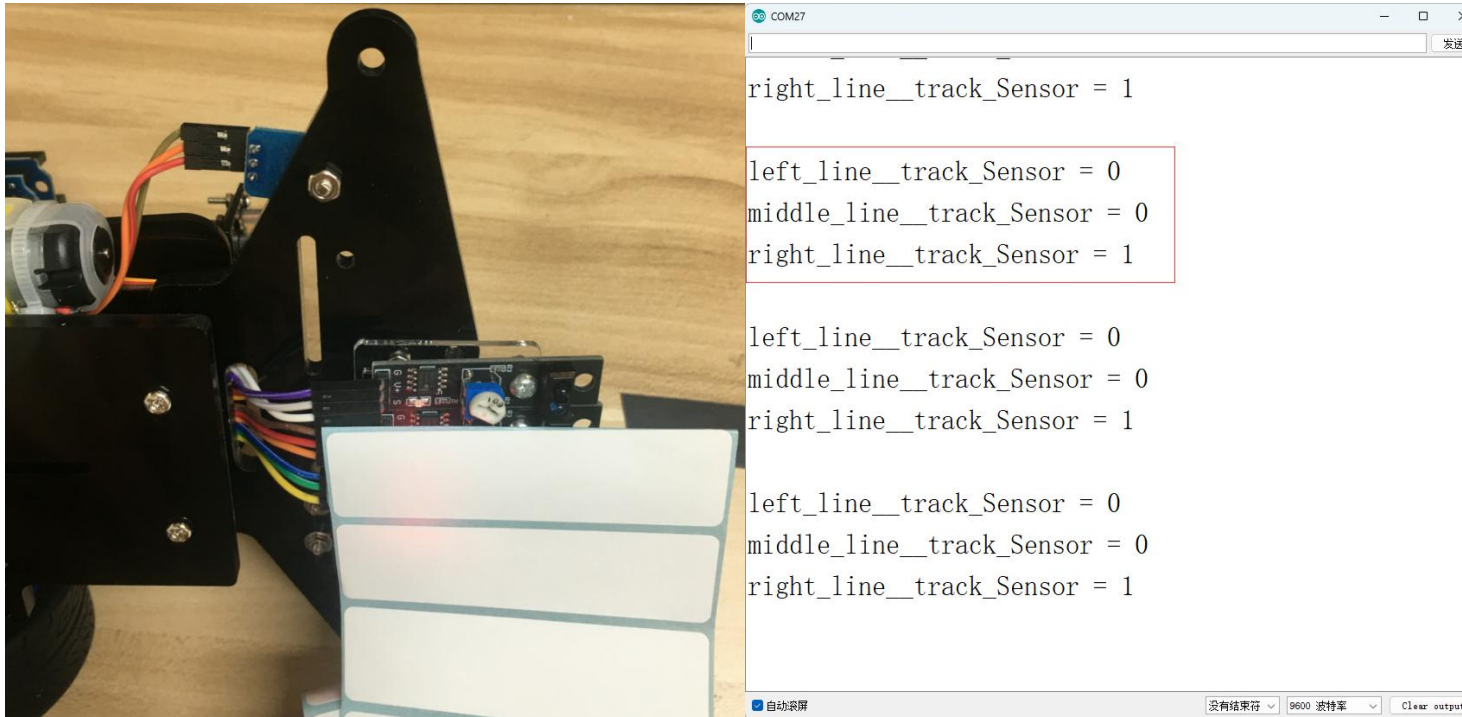 COM27
发送
right_line__track_Sensor = 1
left_line__track_Sensor = 0
middle_line__track_Sensor = 0
right_line__track_Sensor = 1
left_line__track_Sensor = 0
middle_line__track_Sensor = 0
right_line__track_Sensor = 1
left_line__track_Sensor = 0
middle_line__track_Sensor = 0
right_line__track_Sensor = 1
自动滚屏
没有结束符
9600 波特率
Clear output
G V+ S
G